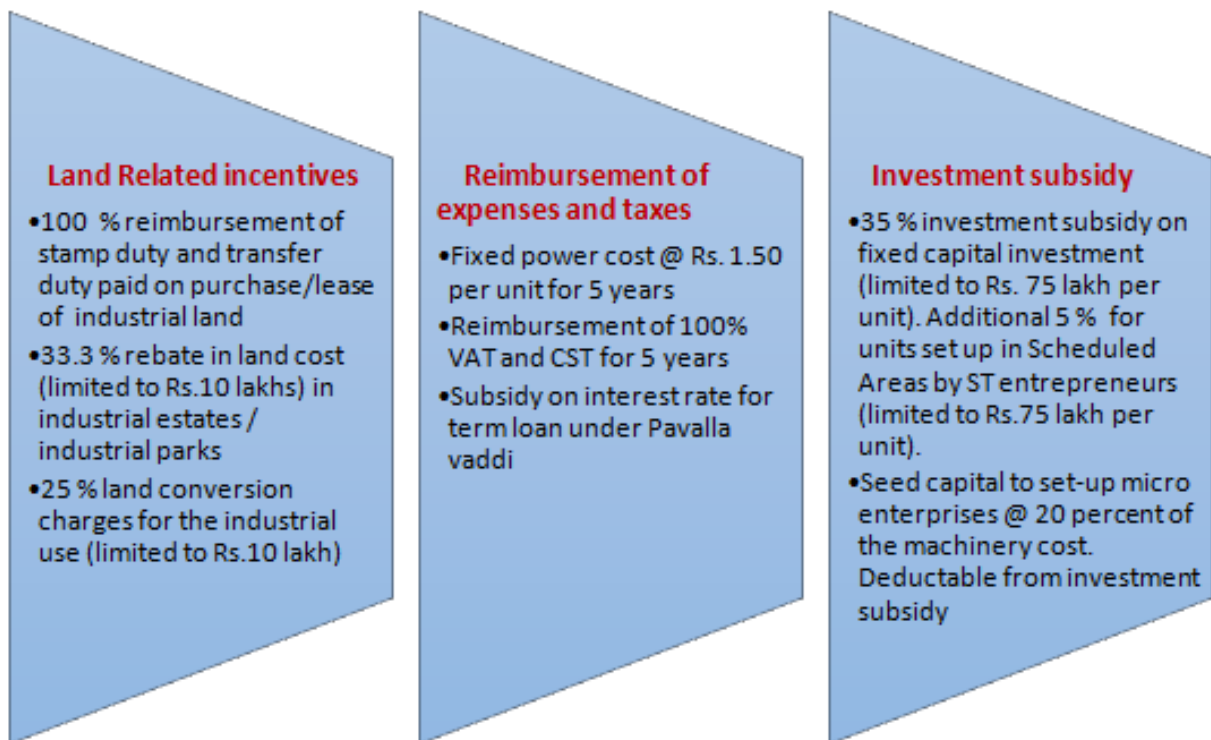 Land Related incentives
•100 % reimbursement of
stamp duty and transfer
duty paid on purchase/lease
of industrial land
•33.3 % rebate in land cost
(limited to Rs.10 lakhs) in
industrial estates /
industrial parks
•25 % land conversion
charges for the industrial
use (limited to Rs.10 lakh)
Reimbursement of
expenses and taxes
•Fixed power cost @ Rs. 1.50
per unit for 5 years
•Reimbursement of 100%
VAT and CST for 5 years
•Subsidy on interest rate for
term loan under Pavalla
vaddi
Investment subsidy
•35 % investment subsidy on
fixed capital investment
(limited to Rs. 75 lakh per
unit). Additional 5 % for
units set up in Scheduled
Areas by ST entrepreneurs
(limited to Rs.75 lakh per
unit).
•Seed capital to set-up micro
enterprises @ 20 percent of
the machinery cost.
Deductable from investment
subsidy